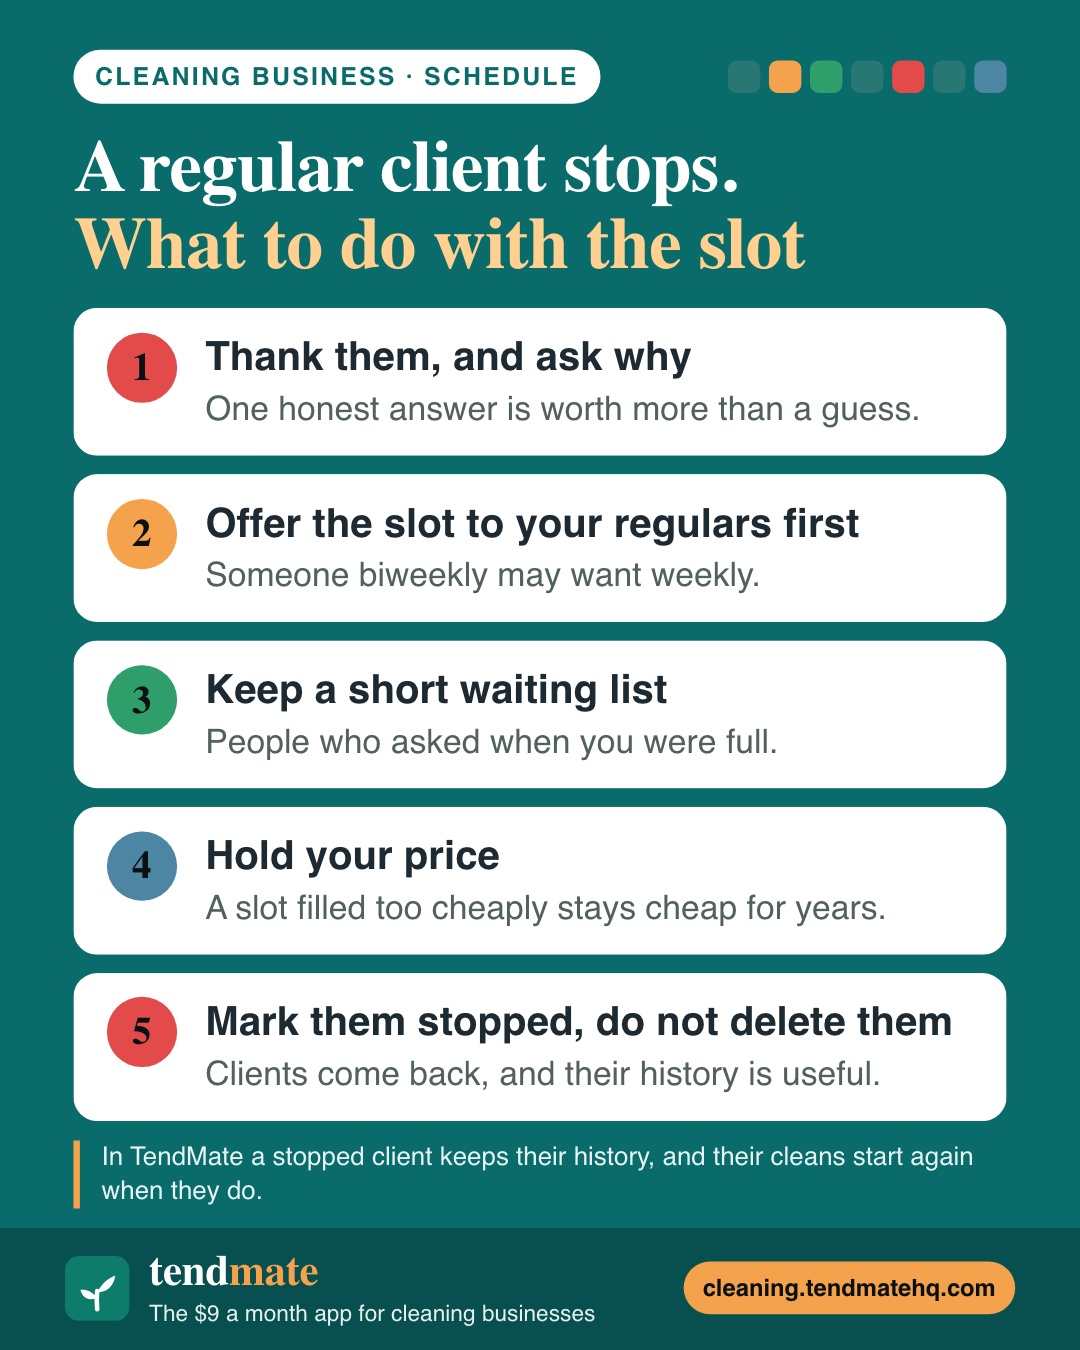 CLEANING BUSINESS · SCHEDULE
A regular client stops.
What to do with the slot
1
Thank them, and ask why
One honest answer is worth more than a guess.
2
Offer the slot to your regulars first
Someone biweekly may want weekly.
3
Keep a short waiting list
People who asked when you were full.
4
Hold your price
A slot filled too cheaply stays cheap for years.
5
Mark them stopped, do not delete them
Clients come back, and their history is useful.
In TendMate a stopped client keeps their history, and their cleans start again
when they do.
tendmate
The $9 a month app for cleaning businesses
cleaning.tendmatehq.com